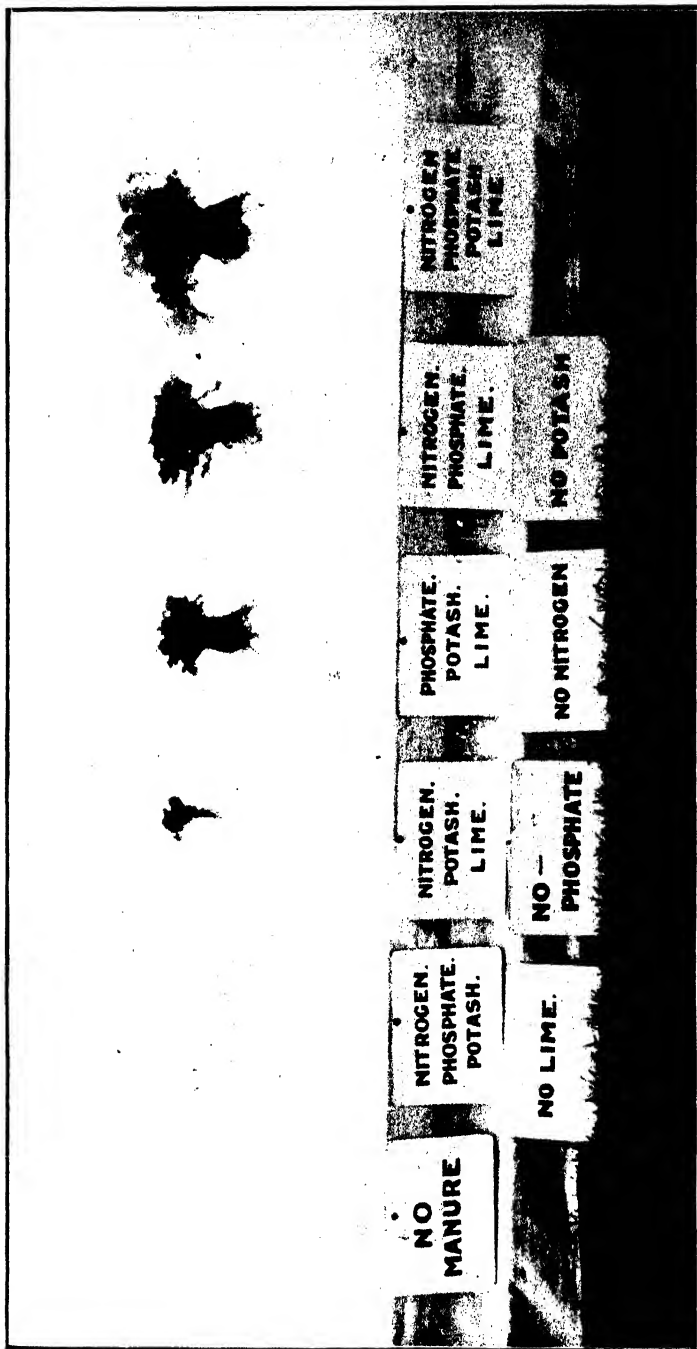 NO
MANURE
NITROGEN.
PHOSPHATE.
POTASH.
NO LIME.
NITROGEN.
POTASH.
LIME.
NO —
PHOSPHATE
PHOSPHATE.
POTASH.
LIME.
NO NITROGEN
NITROGEN.
PHOSPHATE.
LIME.
NO POTASH
NITROGEN
PHOSPHATE
POTASH
LIME